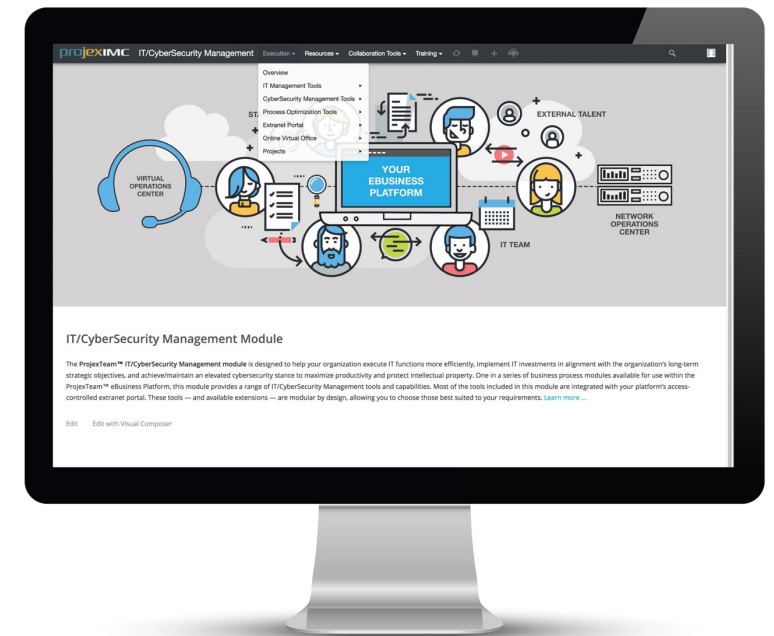 projexIMC IT/CyberSecurity Management Execution Resources Collaboration Tools Training
Overview
IT Management Tools
CyberSecurity Management Tools
Process Optimization Tools
Extranet Portal
Online Virtual Office
Projects
EXTERNAL TALENT
VIRTUAL
OPERATIONS
CENTER
YOUR
EBUSINESS
PLATFORM
NETWORK
OPERATIONS
CENTER
IT TEAM
IT/CyberSecurity Management Module
The ProjexTeam™ IT/CyberSecurity Management module is designed to help your organization execute IT functions more efficiently, implement IT investments in alignment with the organization's long-term
strategic objectives, and achieve/maintain an elevated cybersecurity stance to maximize productivity and protect intellectual property. One in a series of business process modules available for use within the
ProjexTeam™ eBusiness Platform, this module provides a range of IT/CyberSecurity Management tools and capabilities. Most of the tools included in this module are integrated with your platform's access-
controlled extranet portal. These tools — and available extensions — are modular by design, allowing you to choose those best suited to your requirements. Learn more ...
Edit Edit with Visual Composer